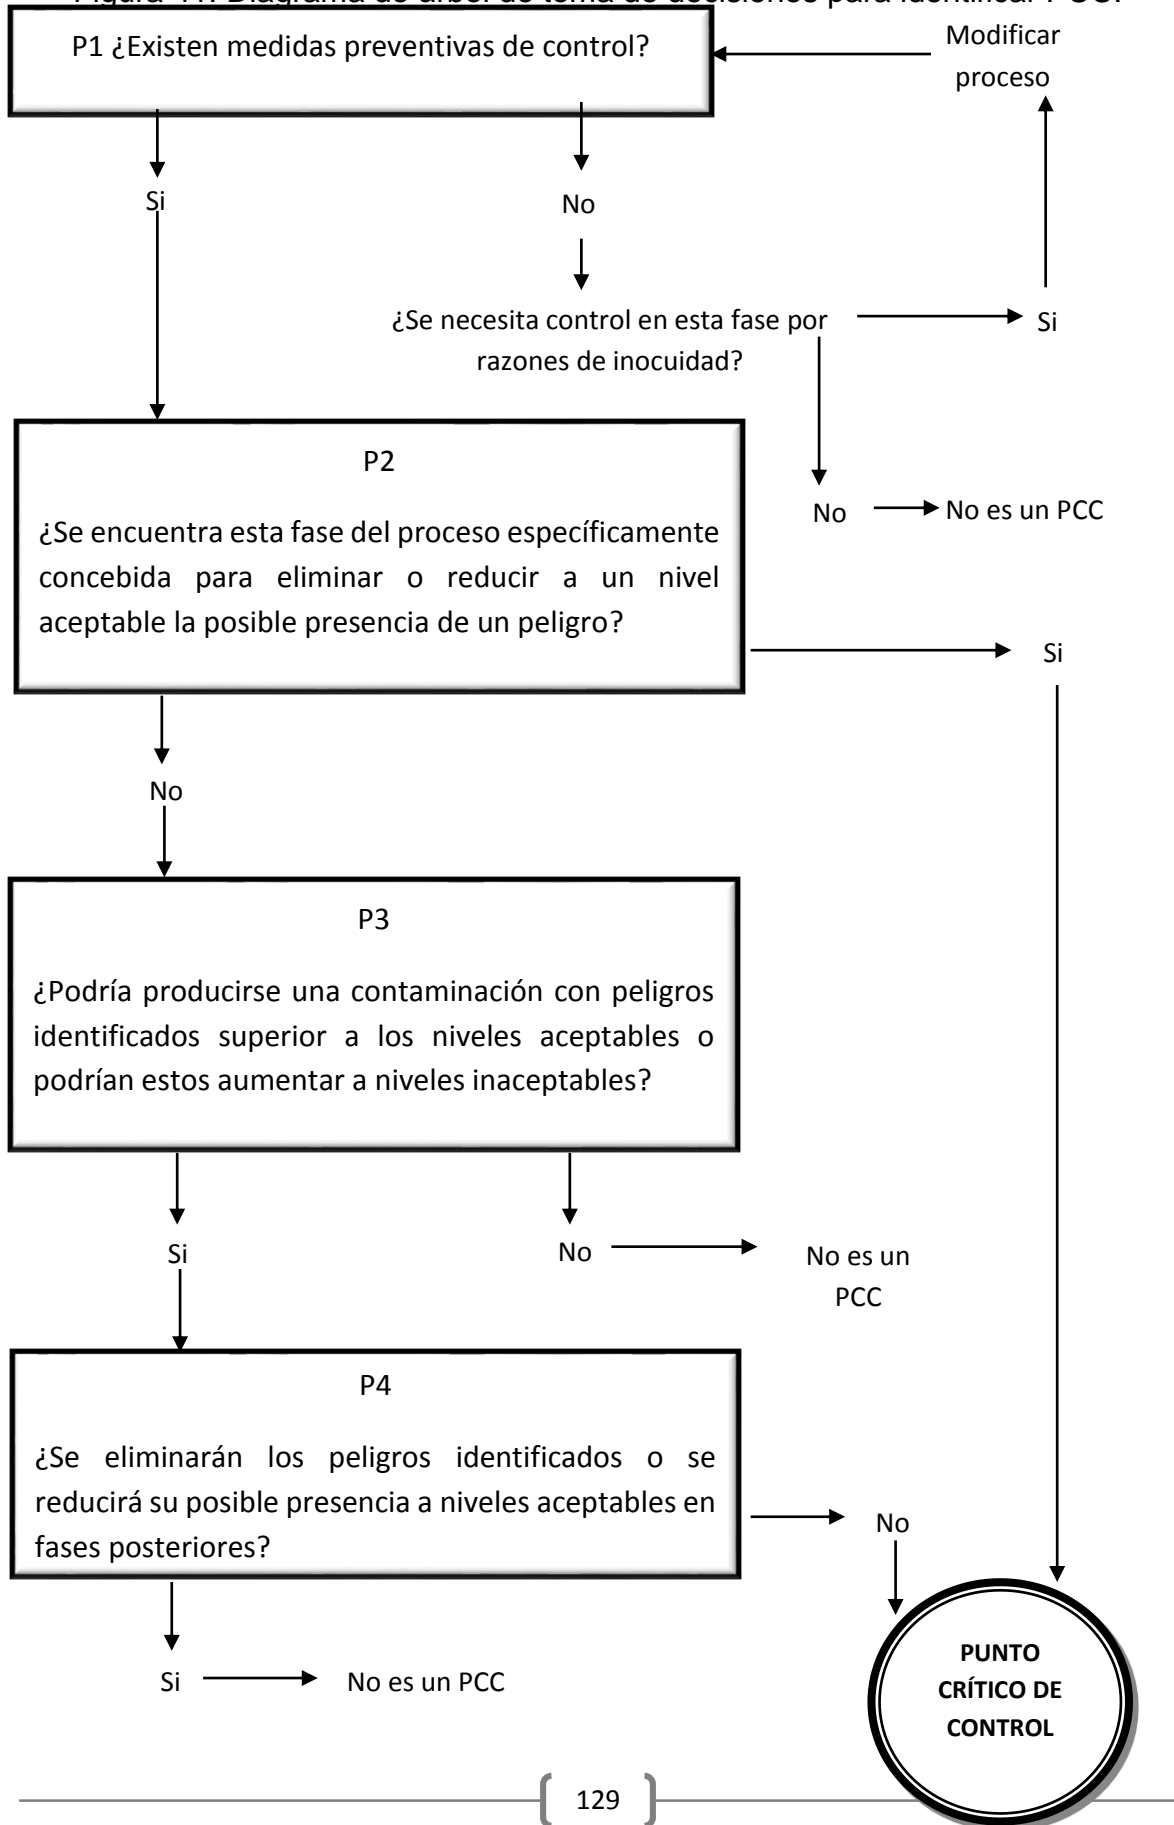 P1 ¿Existen medidas preventivas de control?
Modificar
proceso
Si
No
¿Se necesita control en esta fase por
razones de inocuidad?
Si
No
No es un PCC
P2
¿Se encuentra esta fase del proceso específicamente
concebida para eliminar o reducir a un nivel
aceptable la posible presencia de un peligro?
Si
No
P3
¿Podría producirse una contaminación con peligros
identificados superior a los niveles aceptables o
podrían estos aumentar a niveles inaceptables?
Si
No
No es un
PCC
P4
¿Se eliminarán los peligros identificados o se
reducirá su posible presencia a niveles aceptables en
fases posteriores?
No
Si
No es un PCC
PUNTO
CRÍTICO DE
CONTROL
129